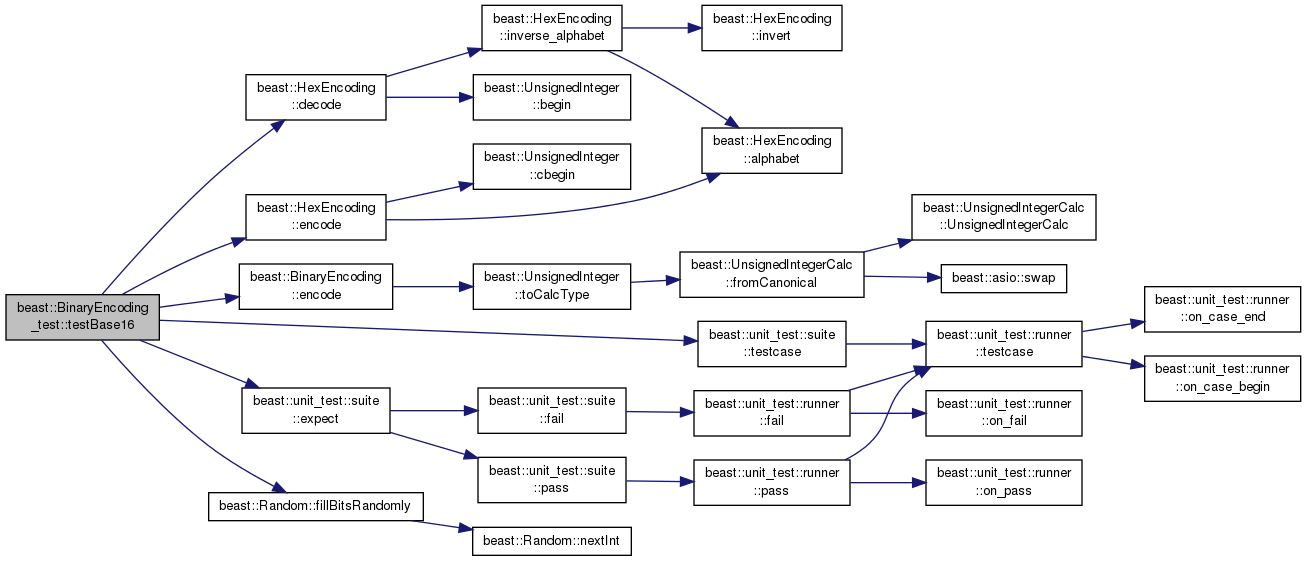 beast::BinaryEncoding
_test::testBase16
beast::HexEncoding
::decode
beast::HexEncoding
::inverse_alphabet
beast::HexEncoding
::invert
beast::UnsignedInteger
::begin
beast::HexEncoding
::alphabet
beast::HexEncoding
::encode
beast::UnsignedInteger
::cbegin
beast::BinaryEncoding
::encode
beast::UnsignedInteger
::toCalcType
beast::UnsignedIntegerCalc
::fromCanonical
beast::UnsignedIntegerCalc
::UnsignedIntegerCalc
beast::asio::swap
beast::unit_test::suite
::testcase
beast::unit_test::runner
::testcase
beast::unit_test::runner
::on_case_end
beast::unit_test::runner
::on_case_begin
beast::unit_test::suite
::expect
beast::unit_test::suite
::fail
beast::unit_test::runner
::fail
beast::unit_test::runner
::on_fail
beast::unit_test::suite
::pass
beast::unit_test::runner
::pass
beast::unit_test::runner
::on_pass
beast::Random::fillBitsRandomly
beast::Random::nextInt